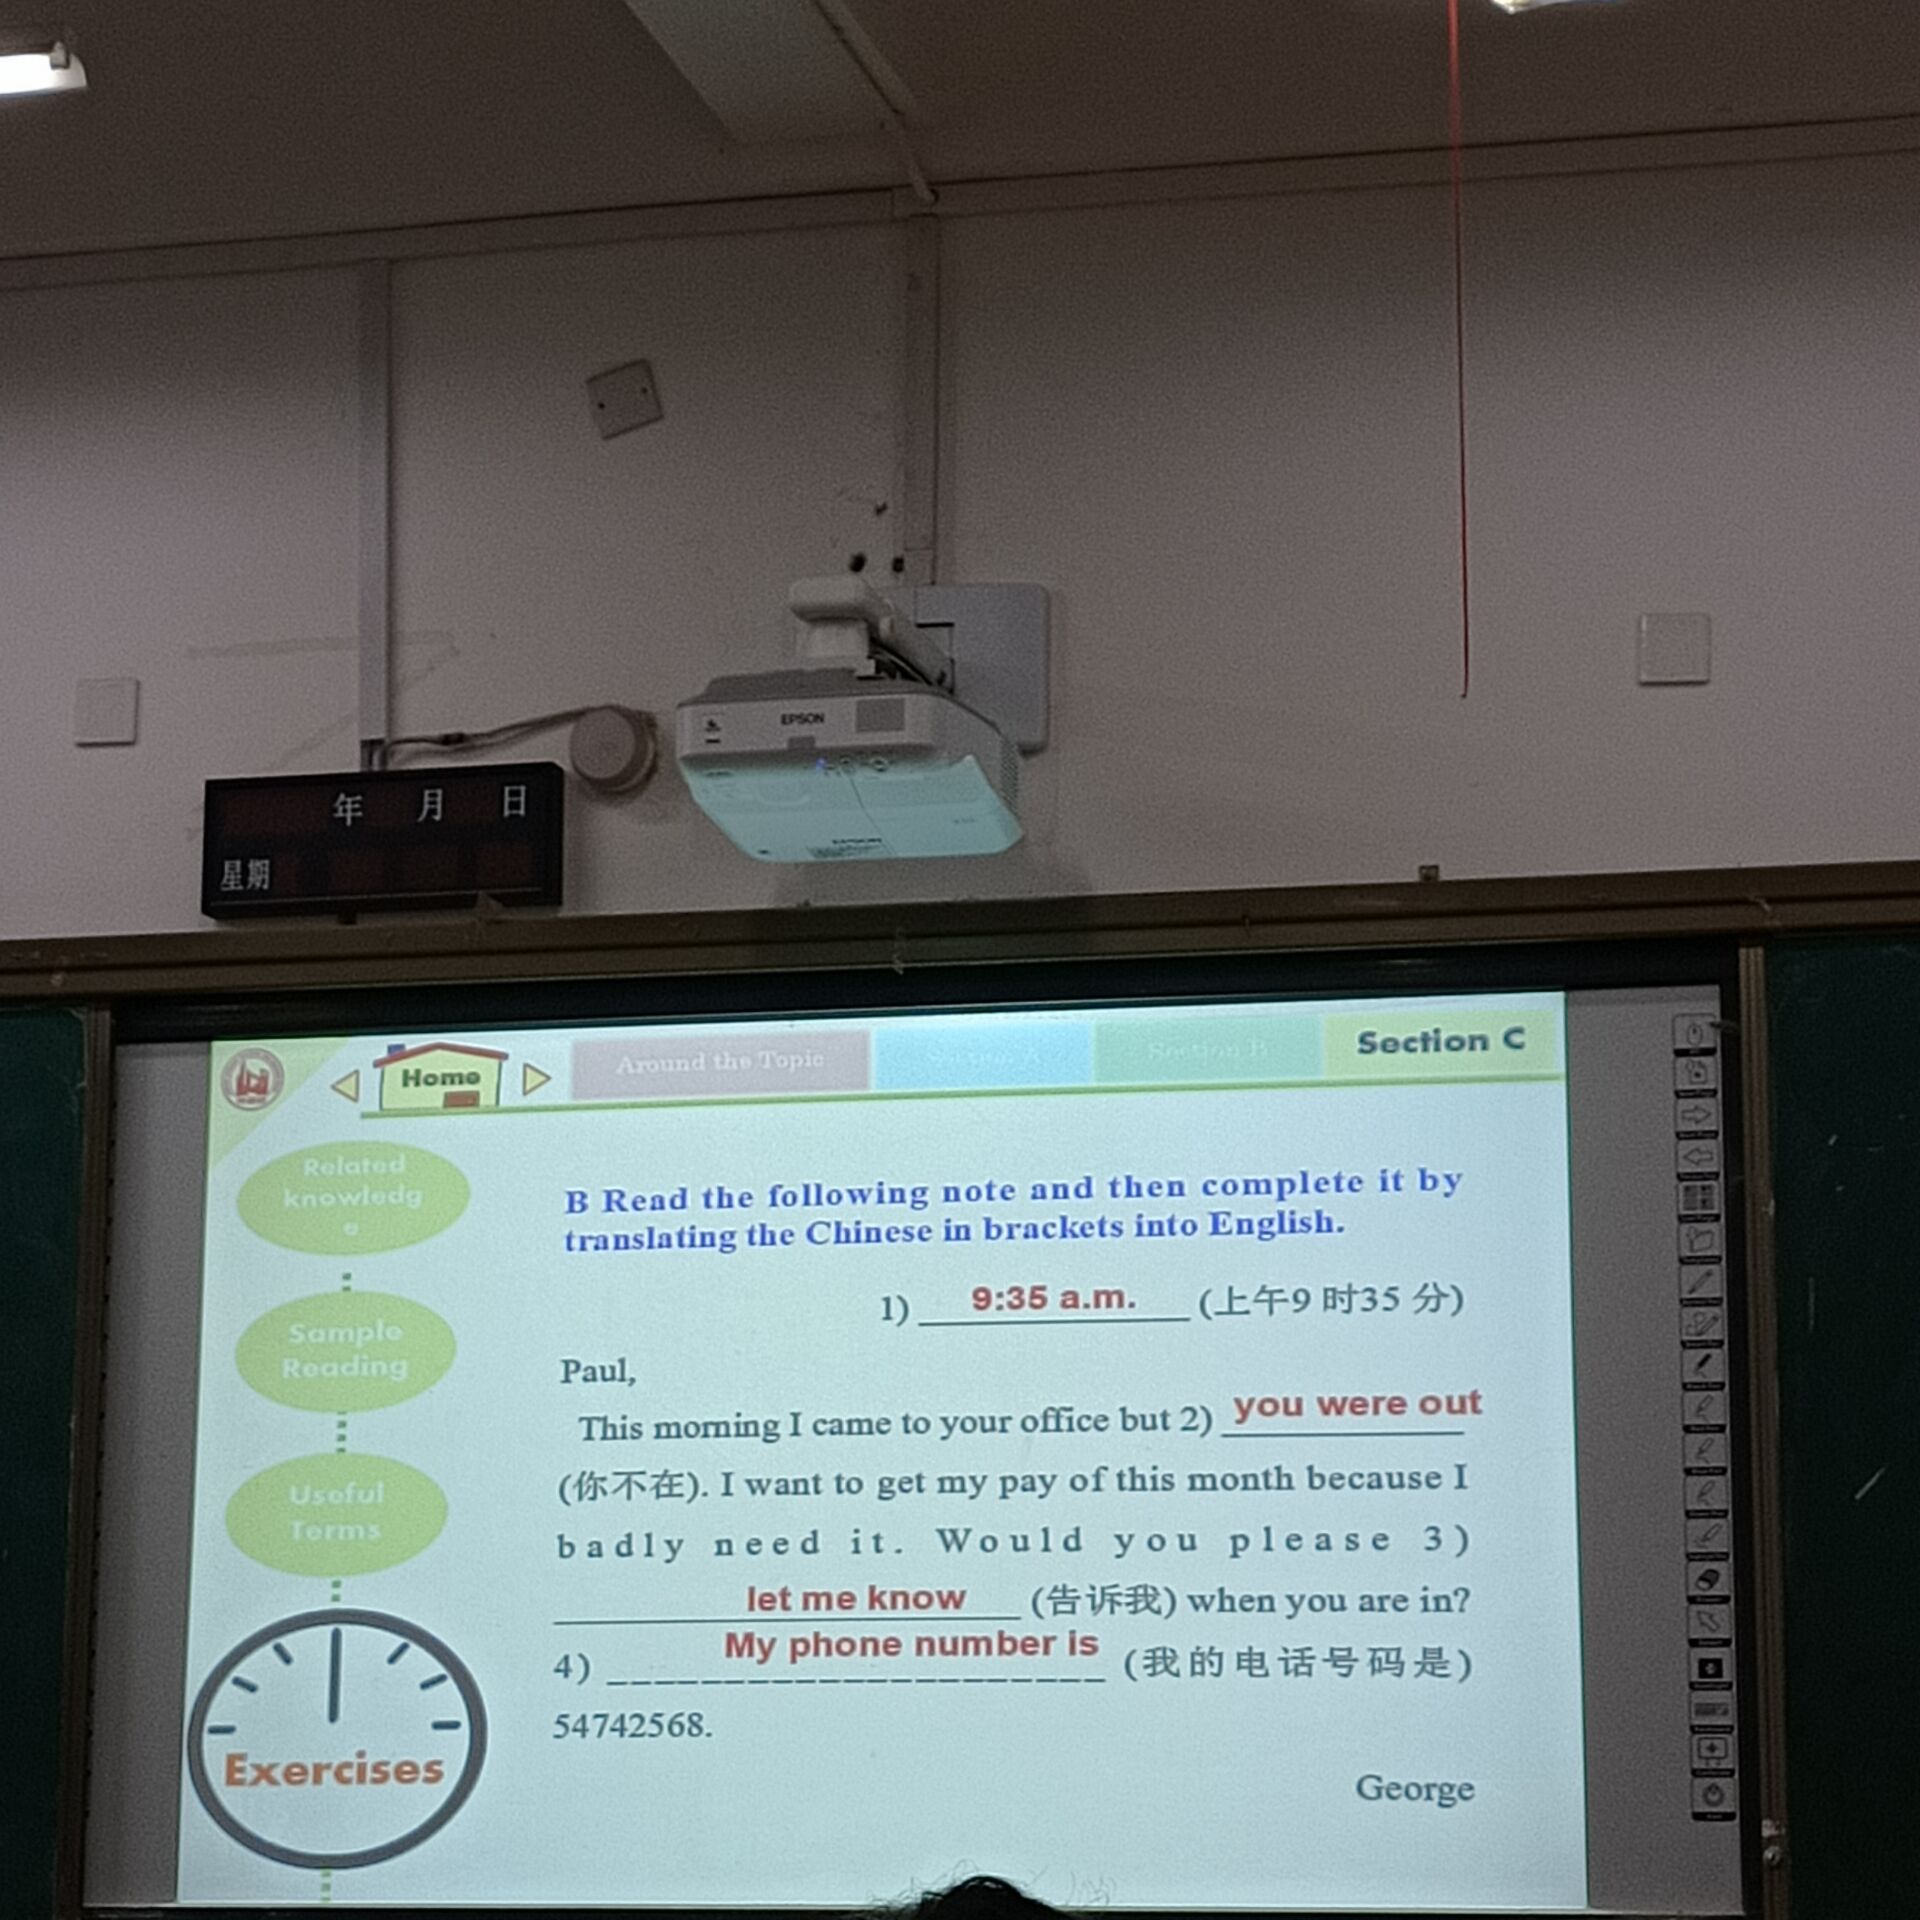 EPSON
年 月 日
星期
Home
Around the Topic
Section B
Section C
Related
knowledg
e
Sample
Reading
Useful
Terms
Exercises
B Read the following note and then complete it by
translating the Chinese in brackets into English.
1) 9:35 a.m. (上午9 时35 分)
Paul,
This morning I came to your office but 2) you were out
(你不在). I want to get my pay of this month because I
badly need it. Would you please 3)
let me know (告诉我) when you are in?
4) My phone number is (我的电话号码是)
54742568.
George